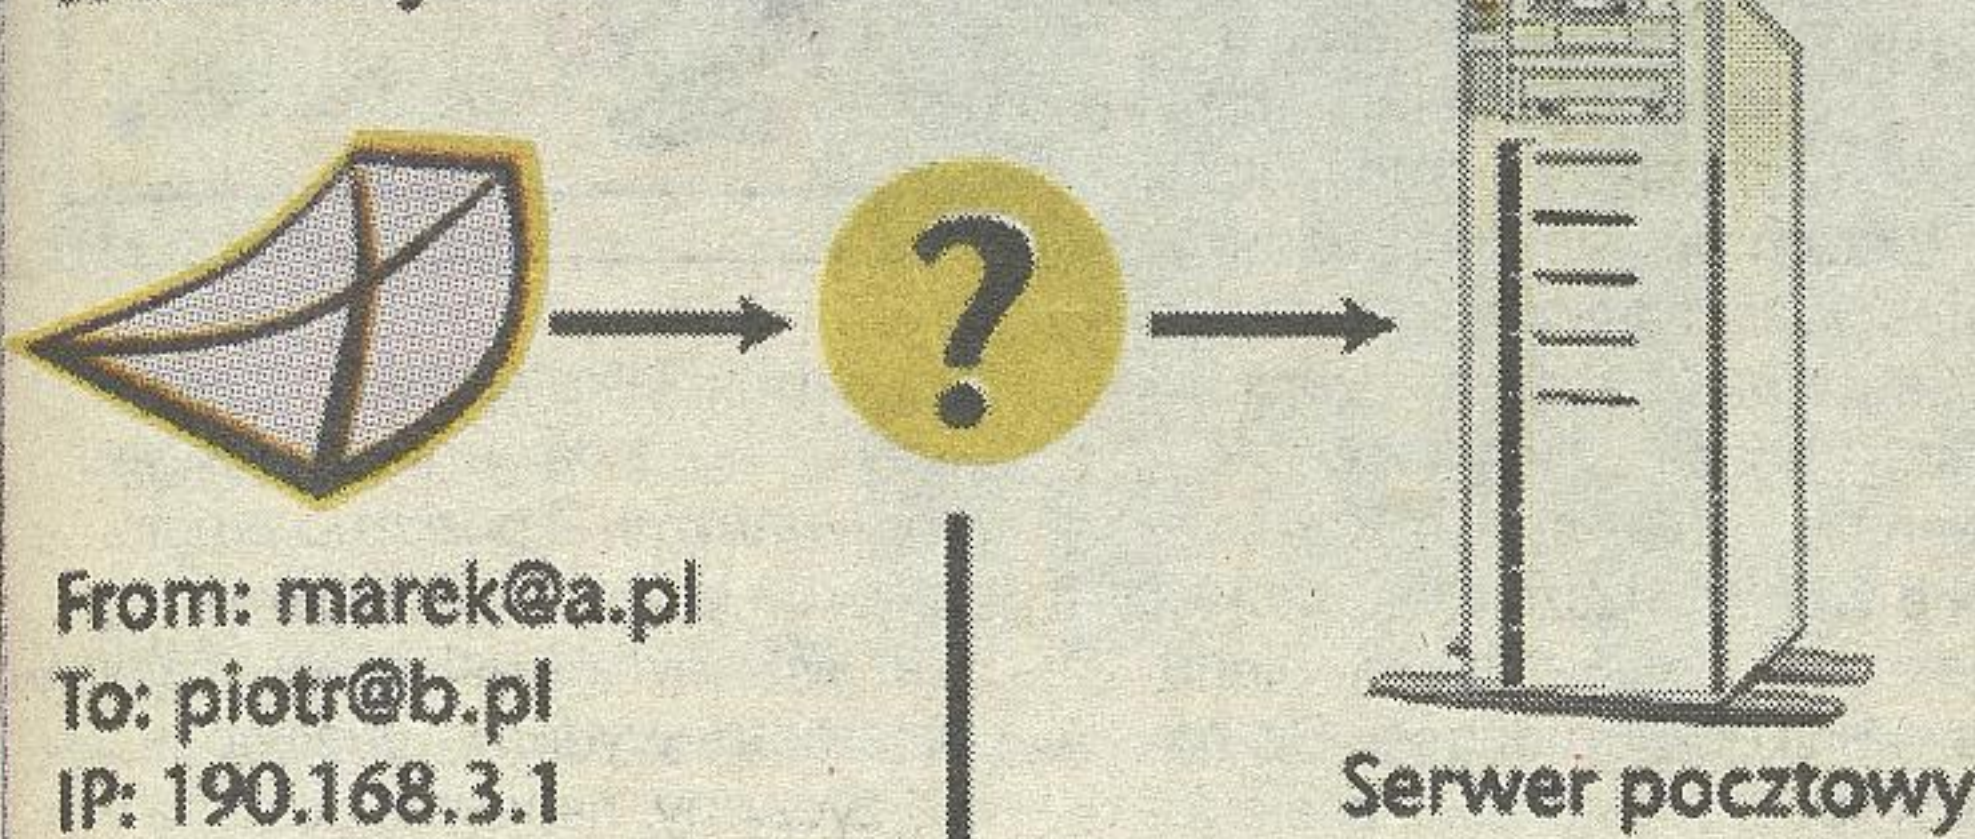 ?
From: marek@a.pl
To: piotr@b.pl
IP: 190.168.3.1
Serwer pocztowy